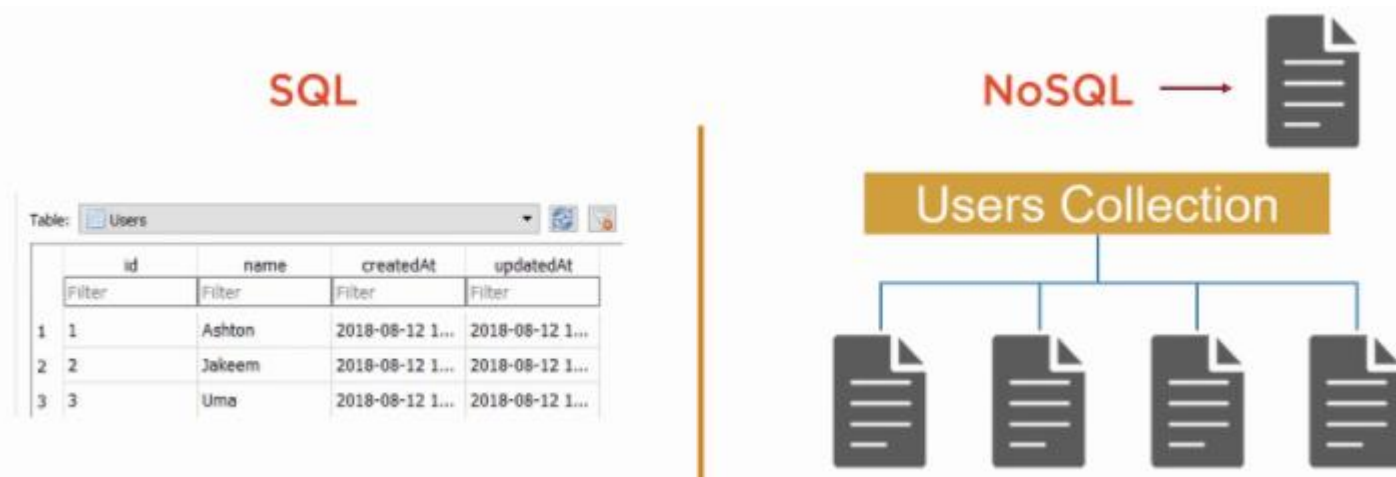 SQL
Table: Users
id name createdAt updatedAt
Filter Filter Filter Filter
1 1 Ashton 2018-08-12 1... 2018-08-12 1...
2 2 Jakeem 2018-08-12 1... 2018-08-12 1...
3 3 Uma 2018-08-12 1... 2018-08-12 1...
NoSQL
Users Collection